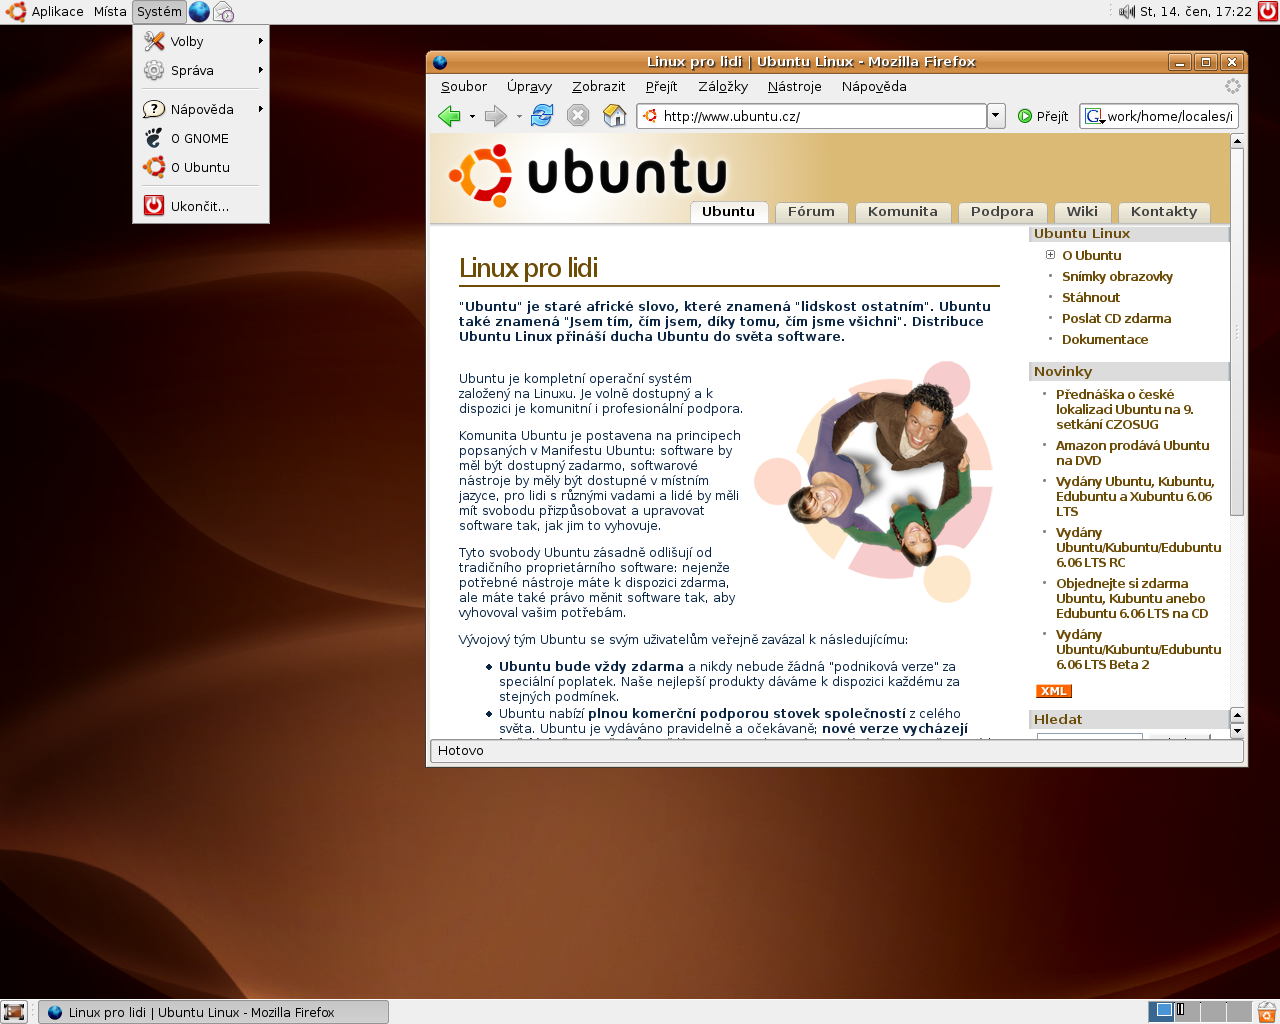 Aplikace Místa Systém
St, 14. čen, 17:22
Volby
Správa
Nápověda
O GNOME
O Ubuntu
Ukončit...
Linux pro lidi | Ubuntu Linux - Mozilla Firefox
Soubor Úpravy Zobrazit Přejít Záložky Nástroje Nápověda
http://www.ubuntu.cz/
Přejít
work/home/locales/i
ubuntu
Ubuntu Fórum Komunita Podpora Wiki Kontakty
Linux pro lidi
"Ubuntu" je staré africké slovo, které znamená "lidskost ostatním". Ubuntu
také znamená "Jsem tím, čím jsem, díky tomu, čím jsme všichni". Distribuce
Ubuntu Linux přináší ducha Ubuntu do světa software.
Ubuntu je kompletní operační systém
založený na Linuxu. Je volně dostupný a k
dispozici je komunitní i profesionální podpora.
Komunita Ubuntu je postavena na principech
popsaných v Manifestu Ubuntu: software by
měl být dostupný zadarmo, softwarové
nástroje by měly být dostupné v místním
jazyce, pro lidi s různými vadami a lidé by měli
mít svobodu přizpůsobovat a upravovat
software tak, jak jim to vyhovuje.
Tyto svobody Ubuntu zásadně odlišují od
tradičního proprietárního software: nejenže
potřebné nástroje máte k dispozici zdarma,
ale máte také právo měnit software tak, aby
vyhovoval vašim potřebám.
Vývojový tým Ubuntu se svým uživatelům veřejně zavázal k následujícímu:
Ubuntu bude vždy zdarma a nikdy nebude žádná "podniková verze" za
speciální poplatek. Naše nejlepší produkty dáváme k dispozici každému za
stejných podmínek.
Ubuntu nabízí plnou komerční podporou stovek společností z celého
světa. Ubuntu je vydáváno pravidelně a očekávaně; nové verze vycházejí
Ubuntu Linux
O Ubuntu
Snímky obrazovky
Stáhnout
Poslat CD zdarma
Dokumentace
Novinky
Přednáška o české
lokalizaci Ubuntu na 9.
setkání CZOSUG
Amazon prodává Ubuntu
na DVD
Vydány Ubuntu, Kubuntu,
Edubuntu a Xubuntu 6.06
LTS
Vydány
Ubuntu/Kubuntu/Edubuntu
6.06 LTS RC
Objednejte si zdarma
Ubuntu, Kubuntu anebo
Edubuntu 6.06 LTS na CD
Vydány
Ubuntu/Kubuntu/Edubuntu
6.06 LTS Beta 2
XML
Hledat
Hotovo
Linux pro lidi | Ubuntu Linux - Mozilla Firefox